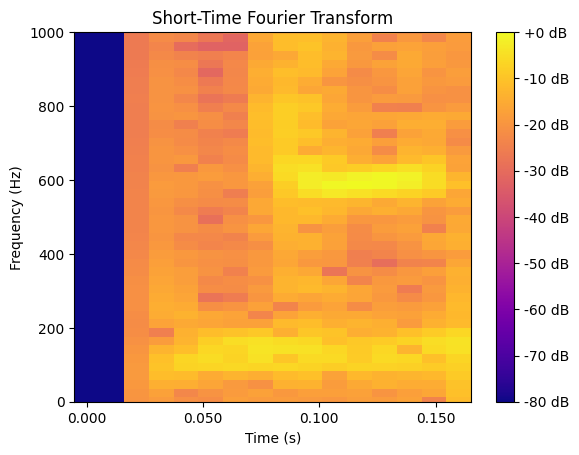 Short-Time Fourier Transform
1000
800
600
400
200
0
Frequency (Hz)
0.000
0.050
0.100
0.150
Time (s)
+0 dB
-10 dB
-20 dB
-30 dB
-40 dB
-50 dB
-60 dB
-70 dB
-80 dB